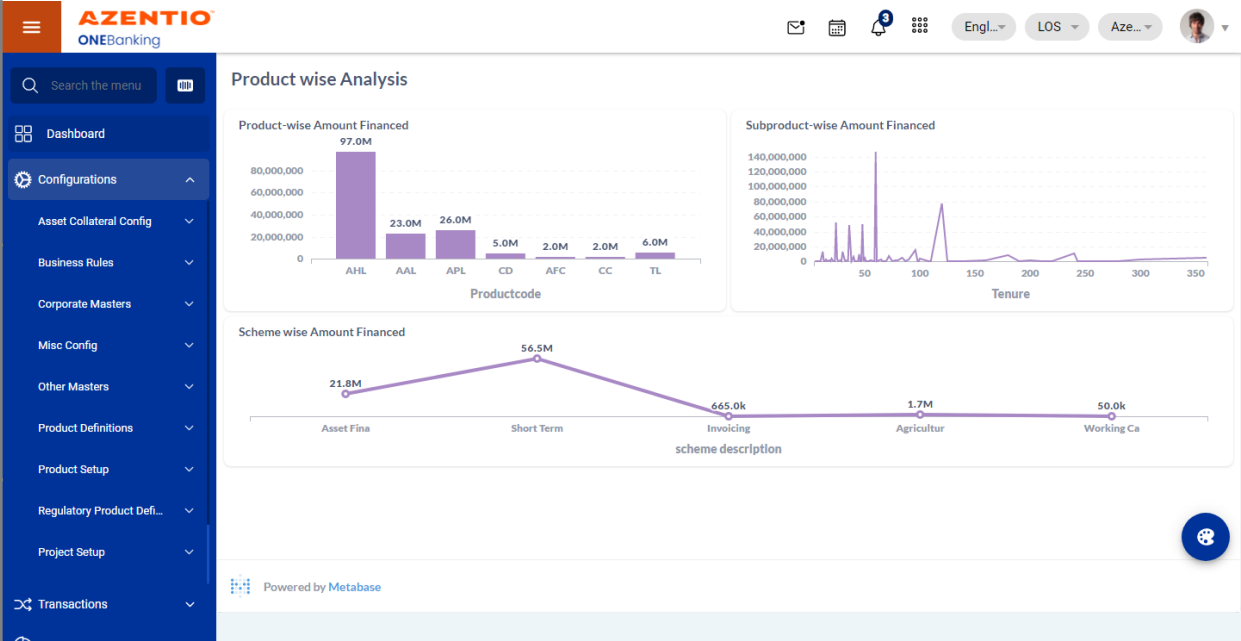 AZENTIO™
ONEBanking
3
Engl...
LOS
Aze...
Search the menu
Dashboard
Configurations
Asset Collateral Config
Business Rules
Corporate Masters
Misc Config
Other Masters
Product Definitions
Product Setup
Regulatory Product Defi...
Project Setup
Transactions
Product wise Analysis
Product-wise Amount Financed
97.0M
80,000,000
60,000,000
40,000,000
20,000,000
0
23.0M
26.0M
5.0M
2.0M
2.0M
6.0M
AHL AAL APL CD AFC CC TL
Productcode
Subproduct-wise Amount Financed
140,000,000
120,000,000
100,000,000
80,000,000
60,000,000
40,000,000
20,000,000
0
50 100 150 200 250 300 350
Tenure
Scheme wise Amount Financed
21.8M 56.5M 665.0k 1.7M 50.0k
Asset Fina Short Term Invoicing Agricultur Working Ca
scheme description
Powered by Metabase